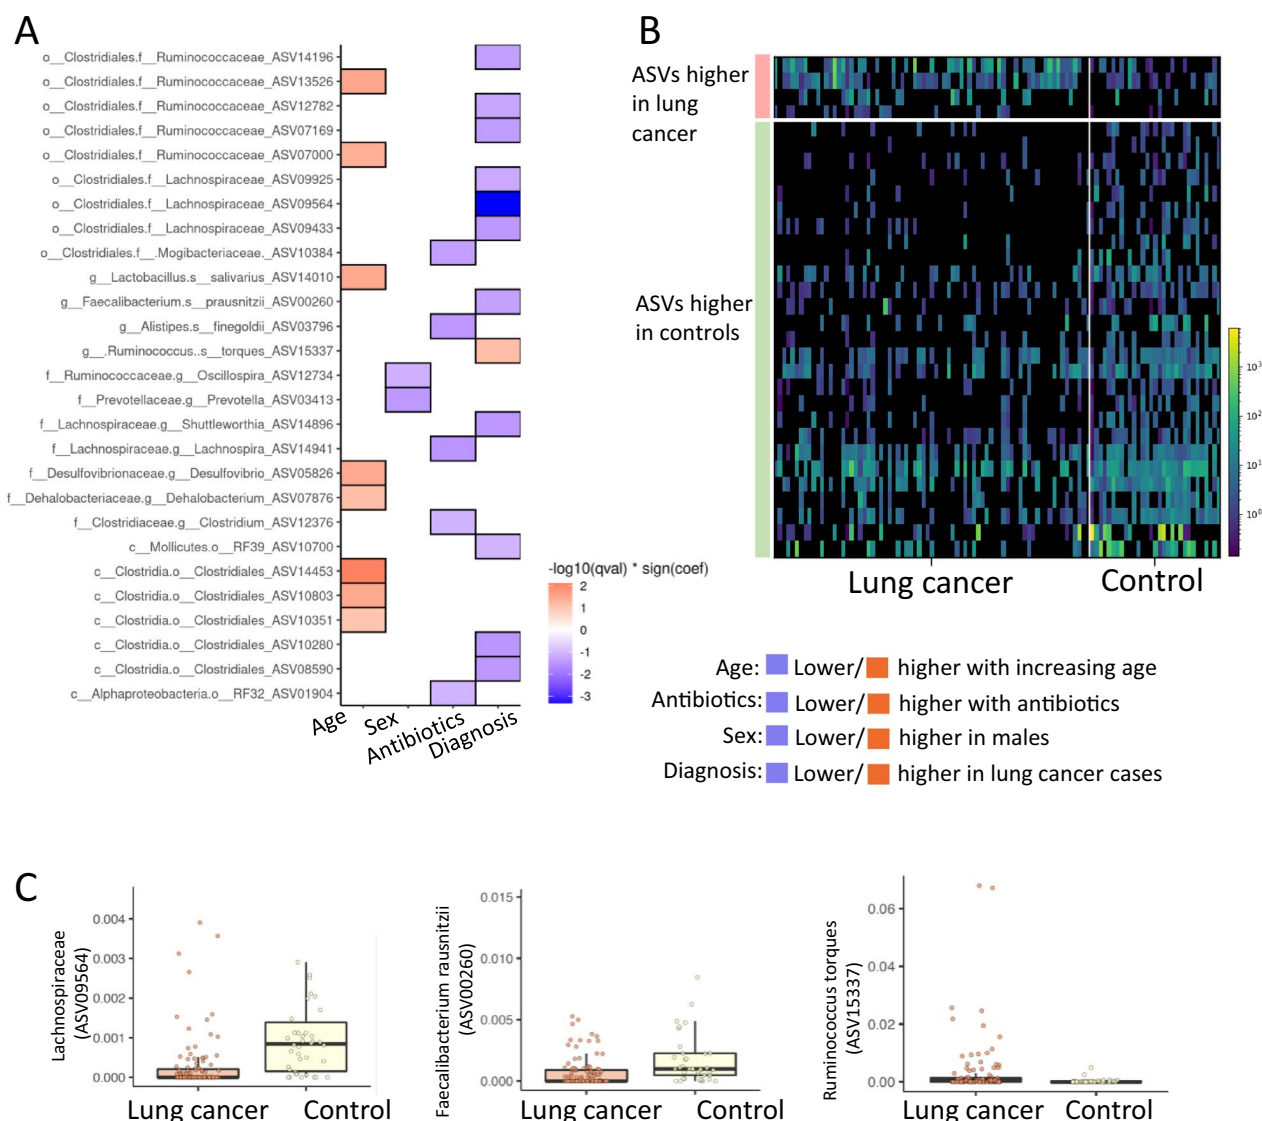 A
o__Clostridiales.f__Ruminococcaceae_ASV14196
o__Clostridiales.f__Ruminococcaceae_ASV13526
o__Clostridiales.f__Ruminococcaceae_ASV12782
o__Clostridiales.f__Ruminococcaceae_ASV07169
o__Clostridiales.f__Ruminococcaceae_ASV07000
o__Clostridiales.f__Lachnospiraceae_ASV09925
o__Clostridiales.f__Lachnospiraceae_ASV09564
o__Clostridiales.f__Lachnospiraceae_ASV09433
o__Clostridiales.f__.Mogibacteriaceae._ASV10384
g__Lactobacillus.s__salivarius_ASV14010
g__Faecalibacterium.s__prausnitzii_ASV00260
g__Alistipes.s__finegoldii_ASV03796
g__.Ruminococcus..s__torques_ASV15337
f__Ruminococcaceae.g__Oscillospira_ASV12734
f__Prevotellaceae.g__Prevotella_ASV03413
f__Lachnospiraceae.g__Shuttleworthia_ASV14896
f__Lachnospiraceae.g__Lachnospira_ASV14941
f__Desulfovibrionaceae.g__Desulfovibrio_ASV05826
f__Dehalobacteriaceae.g__Dehalobacterium_ASV07876
f__Clostridiaceae.g__Clostridium_ASV12376
c__Mollicutes.o__RF39_ASV10700
c__Clostridia.o__Clostridiales_ASV14453
c__Clostridia.o__Clostridiales_ASV10803
c__Clostridia.o__Clostridiales_ASV10351
c__Clostridia.o__Clostridiales_ASV10280
c__Clostridia.o__Clostridiales_ASV08590
c__Alphaproteobacteria.o__RF32_ASV01904
Age
Sex
Antibiotics
Diagnosis
-log10(qval) * sign(coef)
2
1
0
-1
-2
-3
B
ASVs higher
in lung
cancer
ASVs higher
in controls
Lung cancer
Control
10³
10²
10¹
10⁰
Age: Lower/ higher with increasing age
Antibiotics: Lower/ higher with antibiotics
Sex: Lower/ higher in males
Diagnosis: Lower/ higher in lung cancer cases
C
Lachnospiraceae
(ASV09564)
0.004
0.003
0.002
0.001
0.000
Lung cancer
Control
Faecalibacterium rausnitzii
(ASV00260)
0.015
0.010
0.005
0.000
Lung cancer
Control
Ruminococcus torques
(ASV15337)
0.06
0.04
0.02
0.00
Lung cancer
Control